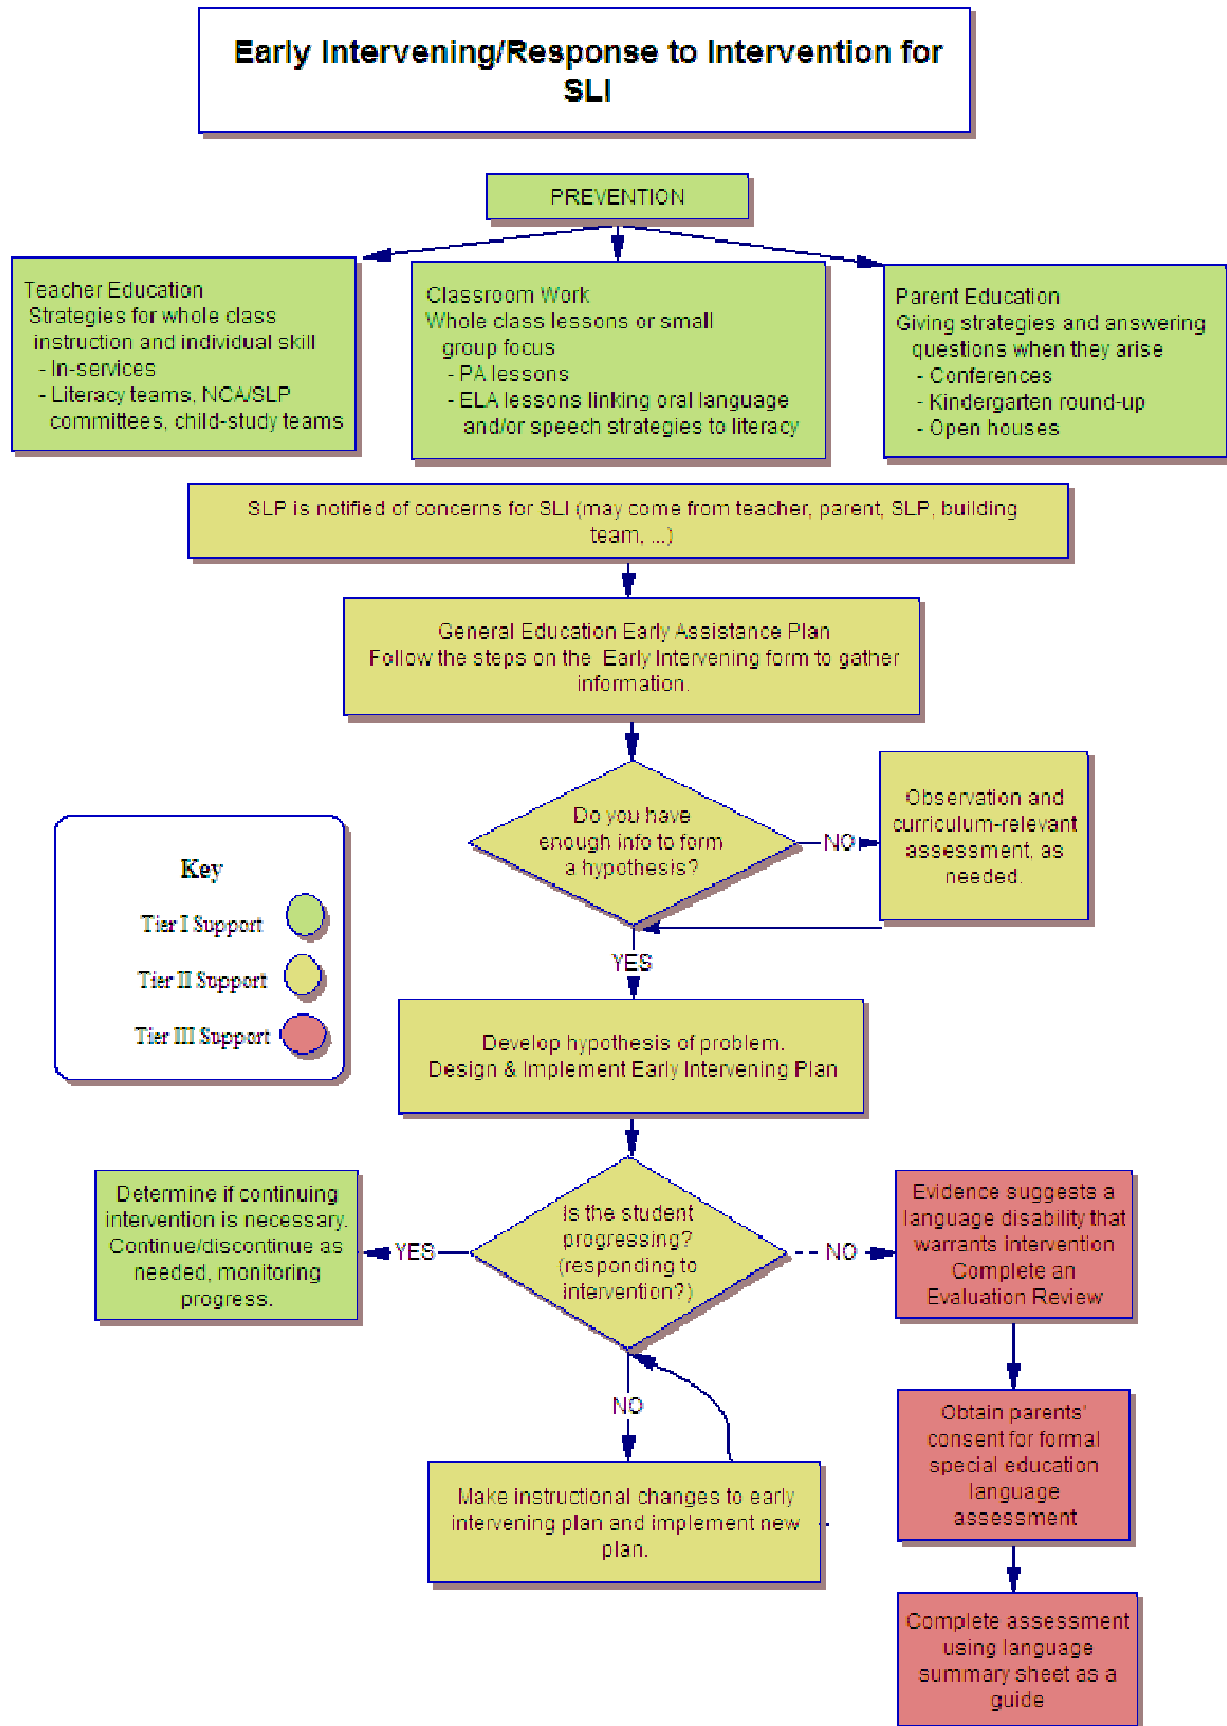 Early Intervening/Response to Intervention for
SLI
PREVENTION
Teacher Education
Strategies for whole class
instruction and individual skill
- In-services
- Literacy teams, NCA/SLP
committees, child-study teams
Classroom Work
Whole class lessons or small
group focus
- PA lessons
- ELA lessons linking oral language
and/or speech strategies to literacy
Parent Education
Giving strategies and answering
questions when they arise
- Conferences
- Kindergarten round-up
- Open houses
SLP is notified of concerns for SLI (may come from teacher, parent, SLP, building
team, ...)
General Education Early Assistance Plan
Follow the steps on the Early Intervening form to gather
information.
Do you have
enough info to form
a hypothesis?
NO
Observation and
curriculum-relevant
assessment, as
needed.
YES
Key
Tier I Support
Tier II Support
Tier III Support
Develop hypothesis of problem.
Design & Implement Early Intervening Plan
Determine if continuing
intervention is necessary.
Continue/discontinue as
needed, monitoring
progress.
YES
Is the student
progressing?
(responding to
intervention?)
NO
Evidence suggests a
language disability that
warrants intervention
Complete an
Evaluation Review
NO
Make instructional changes to early
intervening plan and implement new
plan.
Obtain parents'
consent for formal
special education
language
assessment
Complete assessment
using language
summary sheet as a
guide